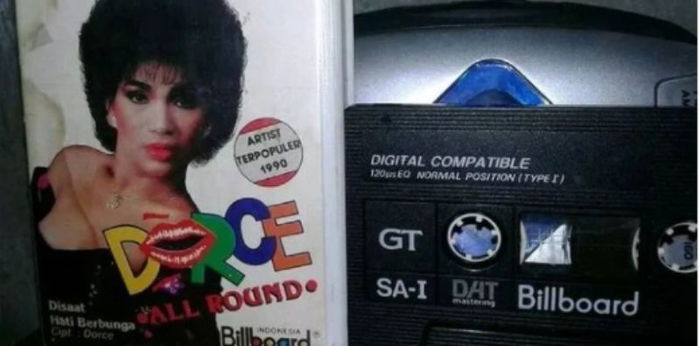 ARTIST
TERPOPULER
1990
DORCE
ALL ROUND
Disaat
Hati Berbunga
Cipt : Dorce
INDONESIA
Billboard
DIGITAL COMPATIBLE
120µs EQ NORMAL POSITION (TYPE I)
GT
SA-I
DAT
mastering
Billboard